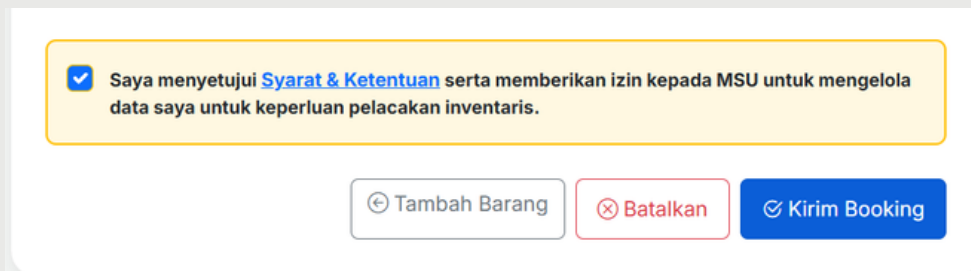 Saya menyetujui Syarat & Ketentuan serta memberikan izin kepada MSU untuk mengelola
data saya untuk keperluan pelacakan inventaris.
Tambah Barang
Batalkan
Kirim Booking